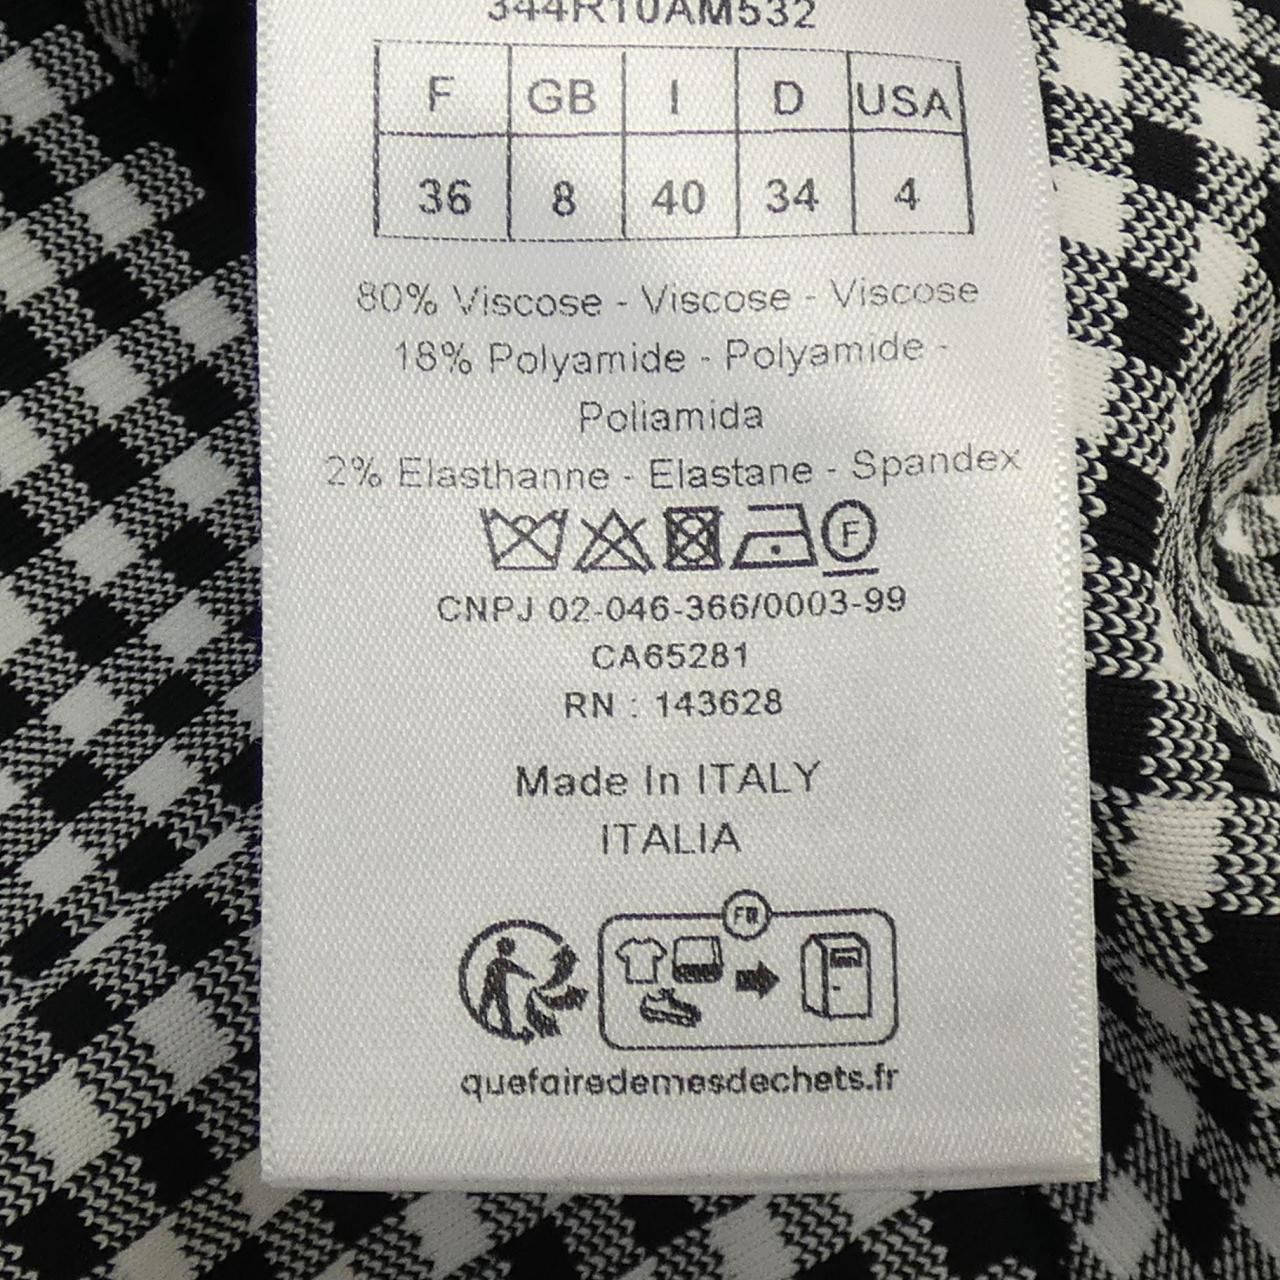 344R10AM532
F GB I D USA
36 8 40 34 4
80% Viscose - Viscose - Viscose
18% Polyamide - Polyamide -
Poliamida
2% Elasthanne - Elastane - Spandex
F
CNPJ 02-046-366/0003-99
CA65281
RN : 143628
Made In ITALY
ITALIA
FR
quefairedemesdechets.fr